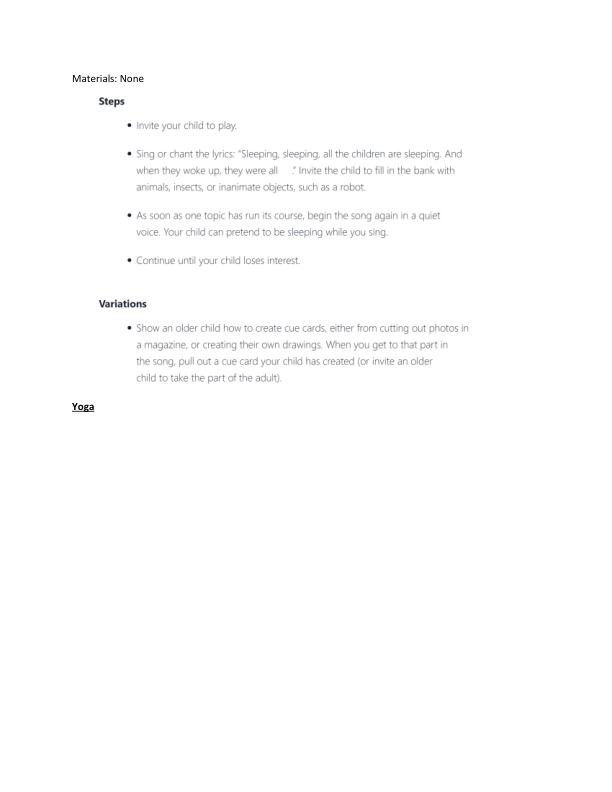 Materials: None
Steps
• Invite your child to play.
• Sing or chant the lyrics: “Sleeping, sleeping, all the children are sleeping. And
when they woke up, they were all     .” Invite the child to fill in the bank with
animals, insects, or inanimate objects, such as a robot.
• As soon as one topic has run its course, begin the song again in a quiet
voice. Your child can pretend to be sleeping while you sing.
• Continue until your child loses interest.
Variations
• Show an older child how to create cue cards, either from cutting out photos in
a magazine, or creating their own drawings. When you get to that part in
the song, pull out a cue card your child has created (or invite an older
child to take the part of the adult).
Yoga